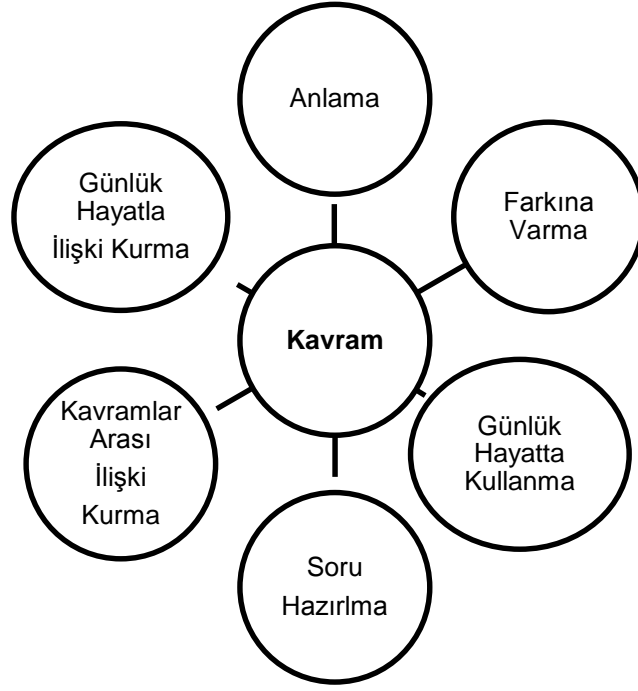 Anlama
Günlük
Hayatla
İlişki Kurma
Farkına
Varma
Kavram
Kavramlar
Arası
İlişki
Kurma
Günlük
Hayatta
Kullanma
Soru
Hazırlma